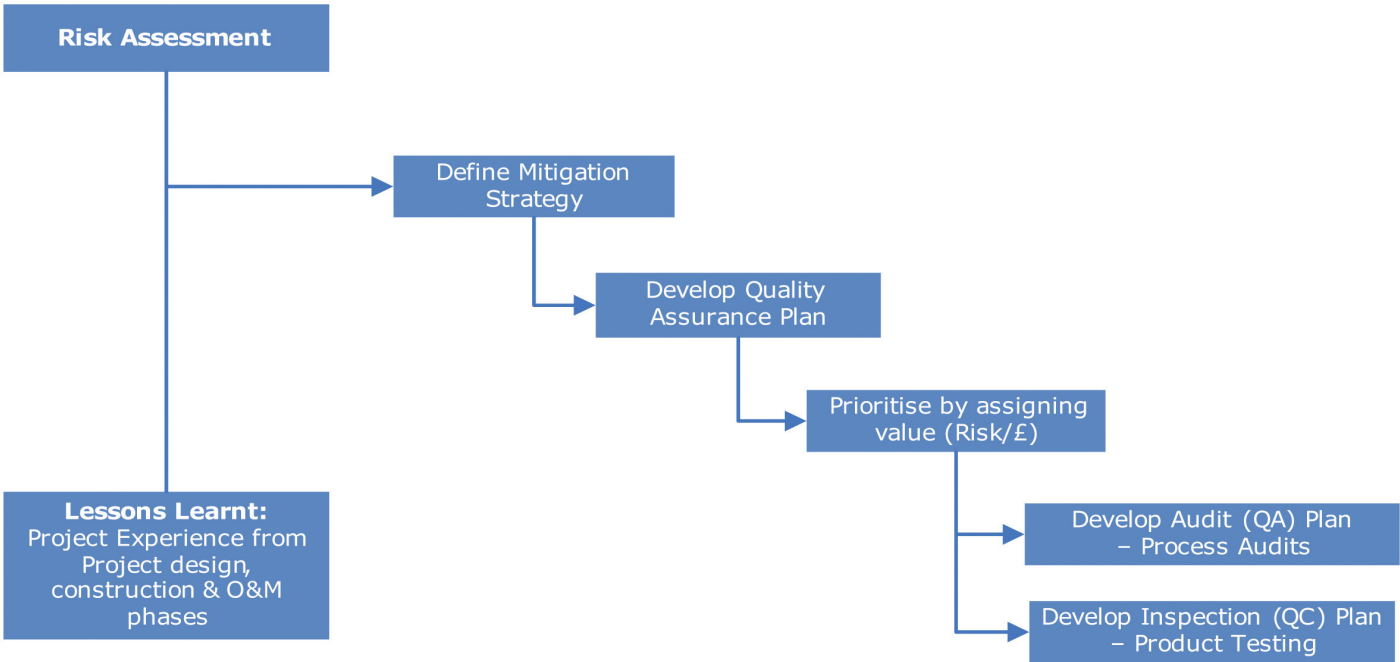 Risk Assessment
Define Mitigation
Strategy
Develop Quality
Assurance Plan
Prioritise by assigning
value (Risk/£)
Lessons Learnt:
Project Experience from
Project design,
construction & O&M
phases
Develop Audit (QA) Plan
– Process Audits
Develop Inspection (QC) Plan
– Product Testing